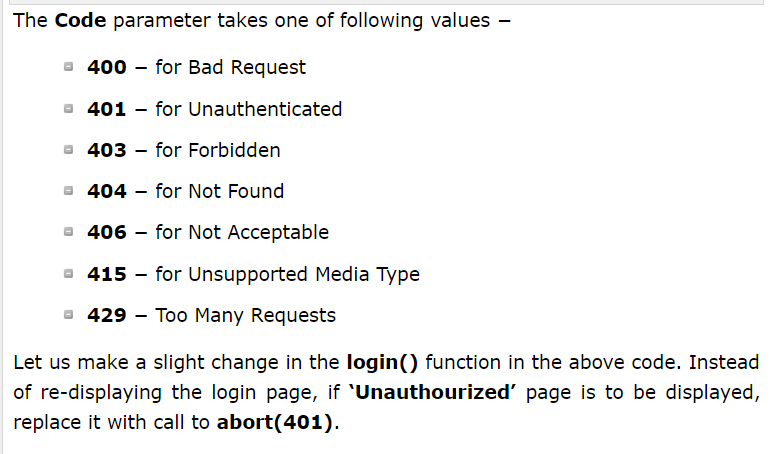 The Code parameter takes one of following values −
400 − for Bad Request
401 − for Unauthenticated
403 − for Forbidden
404 − for Not Found
406 − for Not Acceptable
415 − for Unsupported Media Type
429 − Too Many Requests
Let us make a slight change in the login() function in the above code. Instead
of re-displaying the login page, if ‘Unauthourized’ page is to be displayed,
replace it with call to abort(401).